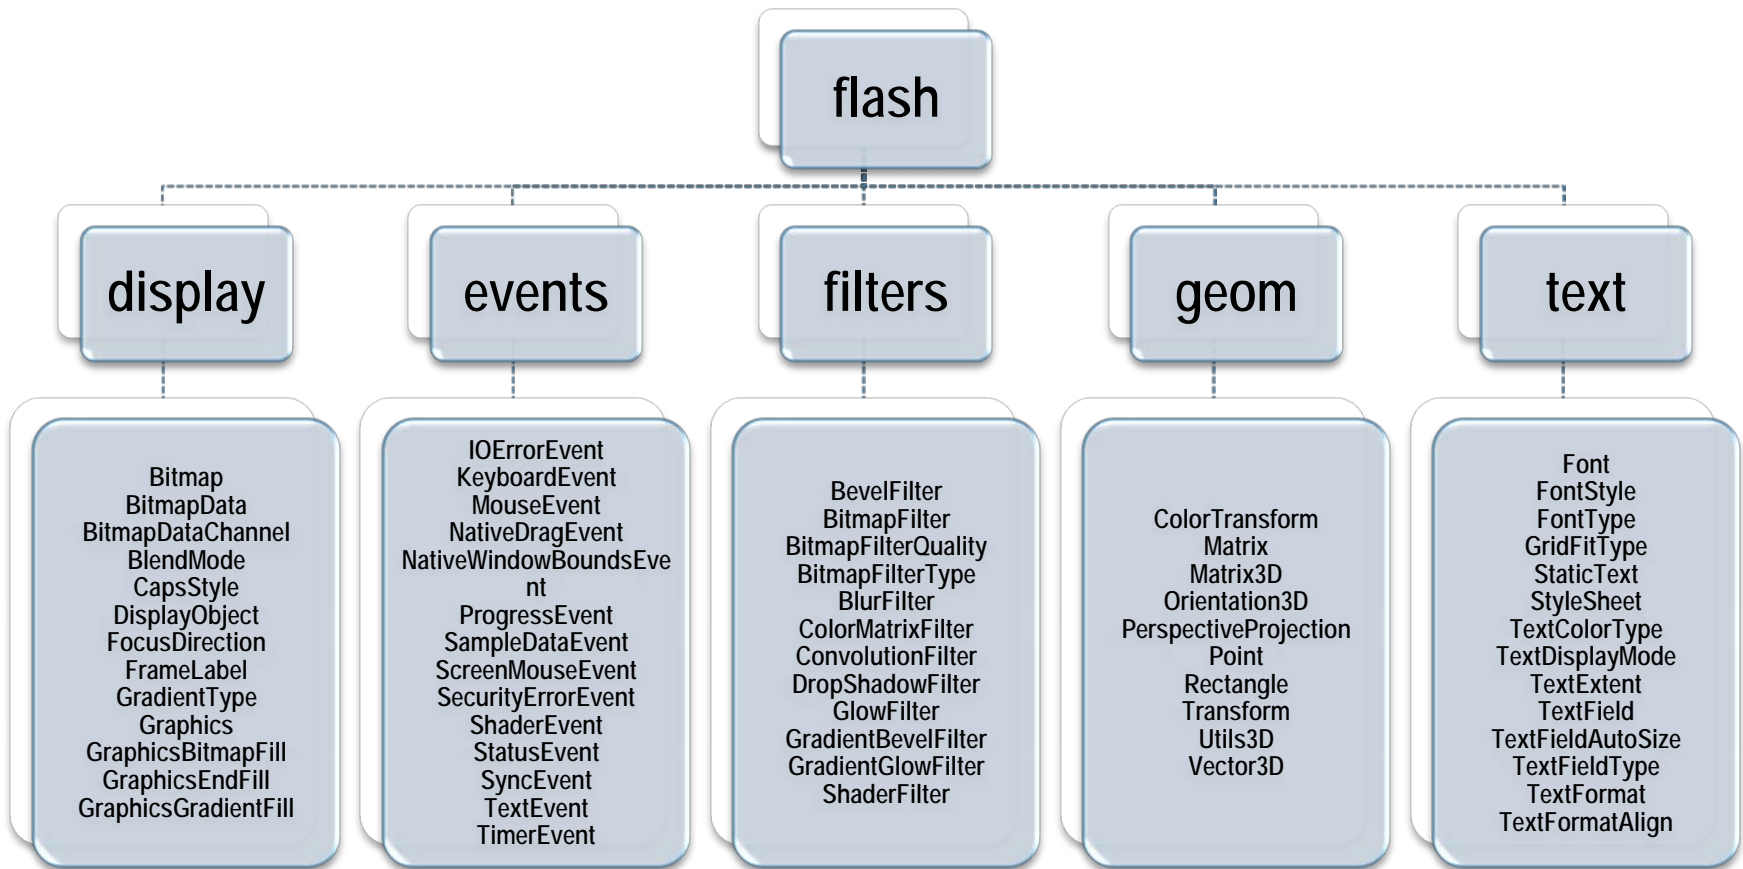 flash
display
events
filters
geom
text
Bitmap
BitmapData
BitmapDataChannel
BlendMode
CapsStyle
DisplayObject
FocusDirection
FrameLabel
GradientType
Graphics
GraphicsBitmapFill
GraphicsEndFill
GraphicsGradientFill
IOErrorEvent
KeyboardEvent
MouseEvent
NativeDragEvent
NativeWindowBoundsEve
nt
ProgressEvent
SampleDataEvent
ScreenMouseEvent
SecurityErrorEvent
ShaderEvent
StatusEvent
SyncEvent
TextEvent
TimerEvent
BevelFilter
BitmapFilter
BitmapFilterQuality
BitmapFilterType
BlurFilter
ColorMatrixFilter
ConvolutionFilter
DropShadowFilter
GlowFilter
GradientBevelFilter
GradientGlowFilter
ShaderFilter
ColorTransform
Matrix
Matrix3D
Orientation3D
PerspectiveProjection
Point
Rectangle
Transform
Utils3D
Vector3D
Font
FontStyle
FontType
GridFitType
StaticText
StyleSheet
TextColorType
TextDisplayMode
TextExtent
TextField
TextFieldAutoSize
TextFieldType
TextFormat
TextFormatAlign